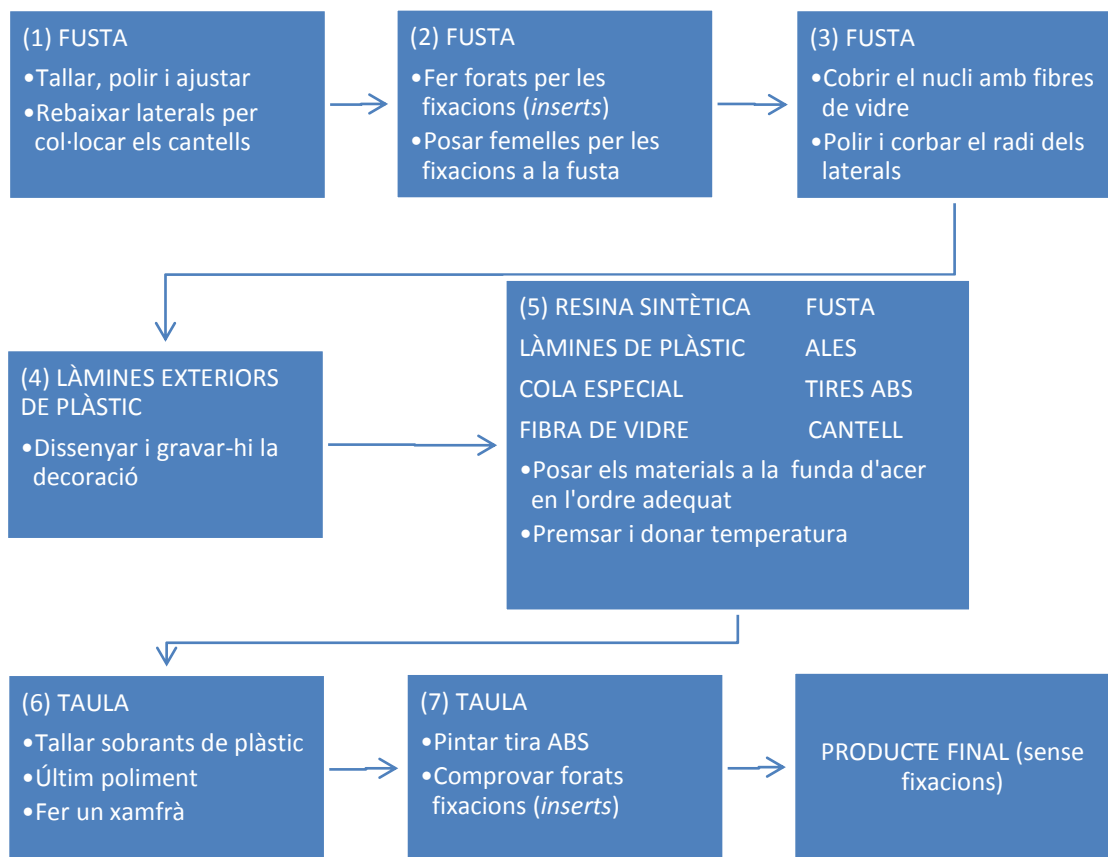 (1) FUSTA
•Tallar, polir i ajustar
•Rebaixar laterals per
col·locar els cantells
(2) FUSTA
•Fer forats per les
fixacions (inserts)
•Posar femelles per les
fixacions a la fusta
(3) FUSTA
•Cobrir el nucli amb fibres
de vidre
•Polir i corbar el radi dels
laterals
(4) LÀMINES EXTERIORS
DE PLÀSTIC
•Dissenyar i gravar-hi la
decoració
(5) RESINA SINTÈTICA FUSTA
LÀMINES DE PLÀSTIC ALES
COLA ESPECIAL TIRES ABS
FIBRA DE VIDRE CANTELL
•Posar els materials a la funda d'acer
en l'ordre adequat
•Premsar i donar temperatura
(6) TAULA
•Tallar sobrants de plàstic
•Últim poliment
•Fer un xamfrà
(7) TAULA
•Pintar tira ABS
•Comprovar forats
fixacions (inserts)
PRODUCTE FINAL (sense
fixacions)